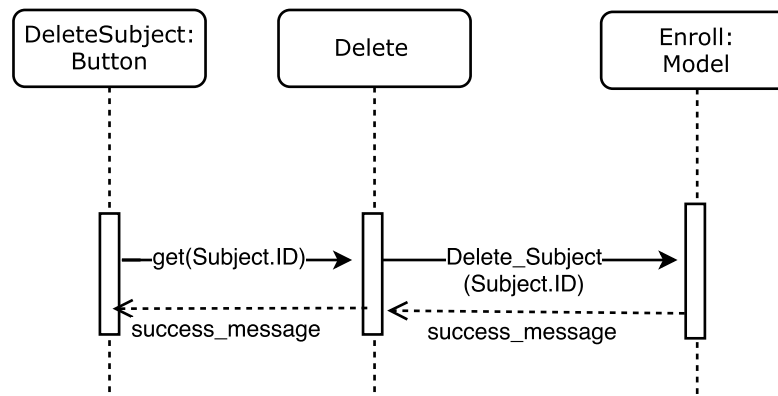 DeleteSubject:
Button
Delete
Enroll:
Model
get(Subject.ID)
Delete_Subject
(Subject.ID)
success_message
success_message